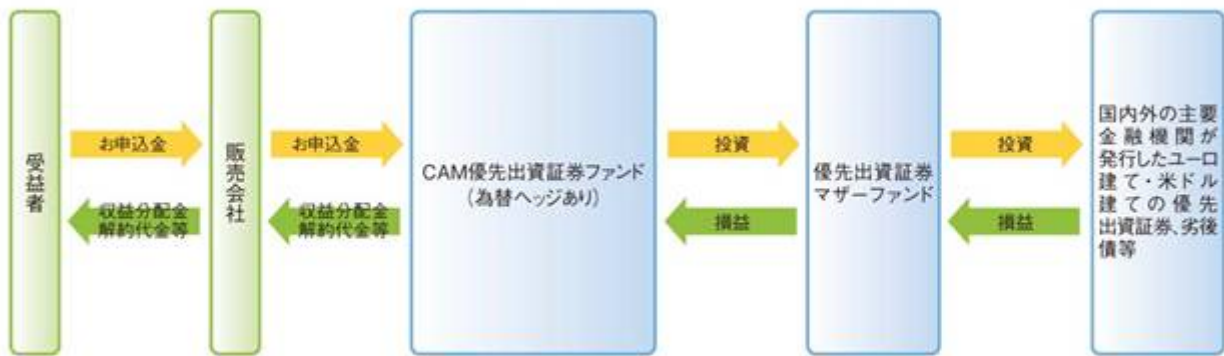 受益者
お申込金
収益分配金
解約代金等
販売会社
お申込金
収益分配金
解約代金等
CAM優先出資証券ファンド
(為替ヘッジあり)
投資
損益
優先出資証券
マザーファンド
投資
損益
国内外の主要
金融機関が
発行したユーロ
建て・米ドル
建ての優先
出資証券、劣後
債等